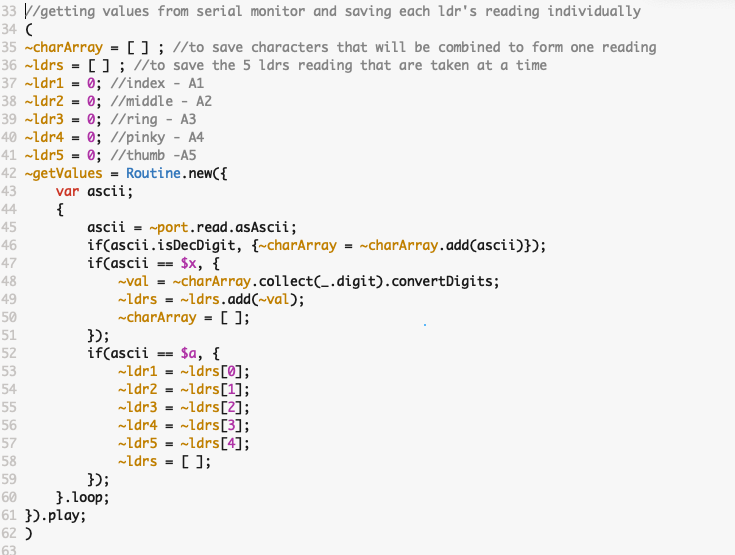 33 //getting values from serial monitor and saving each ldr's reading individually
34 (
35 ~charArray = [ ] ; //to save characters that will be combined to form one reading
36 ~ldrs = [ ] ; //to save the 5 ldrs reading that are taken at a time
37 ~ldr1 = 0; //index - A1
38 ~ldr2 = 0; //middle - A2
39 ~ldr3 = 0; //ring - A3
40 ~ldr4 = 0; //pinky - A4
41 ~ldr5 = 0; //thumb -A5
42 ~getValues = Routine.new({
43     var ascii;
44     {
45         ascii = ~port.read.asAscii;
46         if(ascii.isDecDigit, {~charArray = ~charArray.add(ascii)});
47         if(ascii == $x, {
48             ~val = ~charArray.collect(_.digit).convertDigits;
49             ~ldrs = ~ldrs.add(~val);
50             ~charArray = [ ];
51         });
52         if(ascii == $a, {
53             ~ldr1 = ~ldrs[0];
54             ~ldr2 = ~ldrs[1];
55             ~ldr3 = ~ldrs[2];
56             ~ldr4 = ~ldrs[3];
57             ~ldr5 = ~ldrs[4];
58             ~ldrs = [ ];
59         });
60     }.loop;
61 }).play;
62 )
63